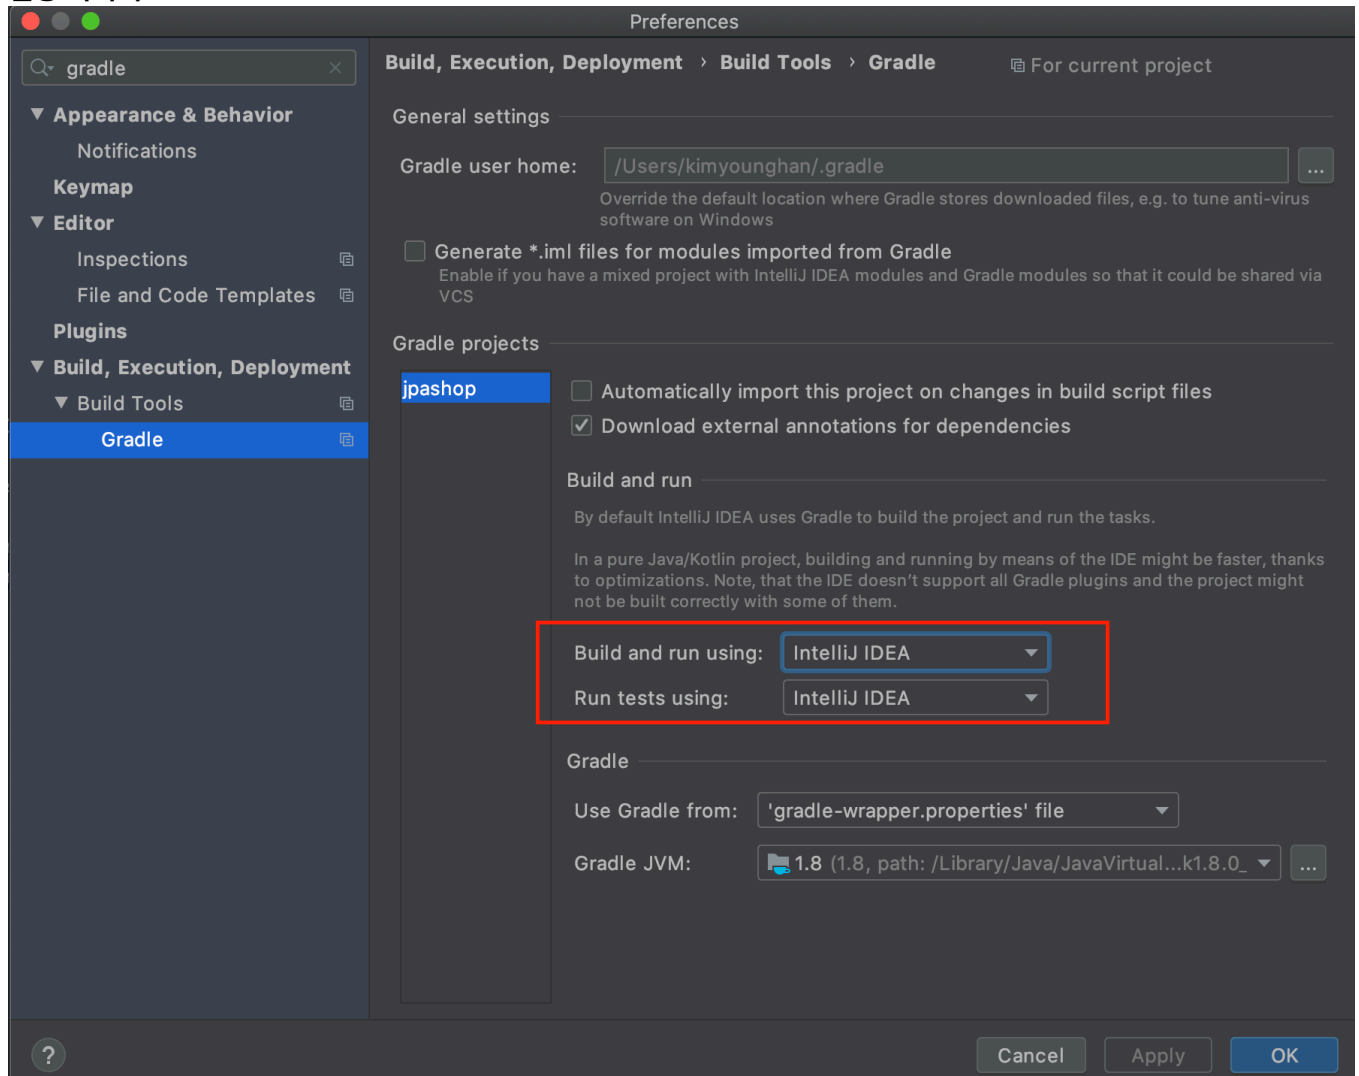 Preferences
gradle
Build, Execution, Deployment › Build Tools › Gradle
For current project
Appearance & Behavior
Notifications
Keymap
Editor
Inspections
File and Code Templates
Plugins
Build, Execution, Deployment
Build Tools
Gradle
General settings
Gradle user home: /Users/kimyounghan/.gradle
...
Override the default location where Gradle stores downloaded files, e.g. to tune anti-virus
software on Windows
Generate *.iml files for modules imported from Gradle
Enable if you have a mixed project with IntelliJ IDEA modules and Gradle modules so that it could be shared via
VCS
Gradle projects
jpashop
Automatically import this project on changes in build script files
Download external annotations for dependencies
Build and run
By default IntelliJ IDEA uses Gradle to build the project and run the tasks.
In a pure Java/Kotlin project, building and running by means of the IDE might be faster, thanks
to optimizations. Note, that the IDE doesn't support all Gradle plugins and the project might
not be built correctly with some of them.
Build and run using: IntelliJ IDEA
Run tests using: IntelliJ IDEA
Gradle
Use Gradle from: 'gradle-wrapper.properties' file
Gradle JVM: 1.8 (1.8, path: /Library/Java/JavaVirtual...k1.8.0_
...
?
Cancel
Apply
OK